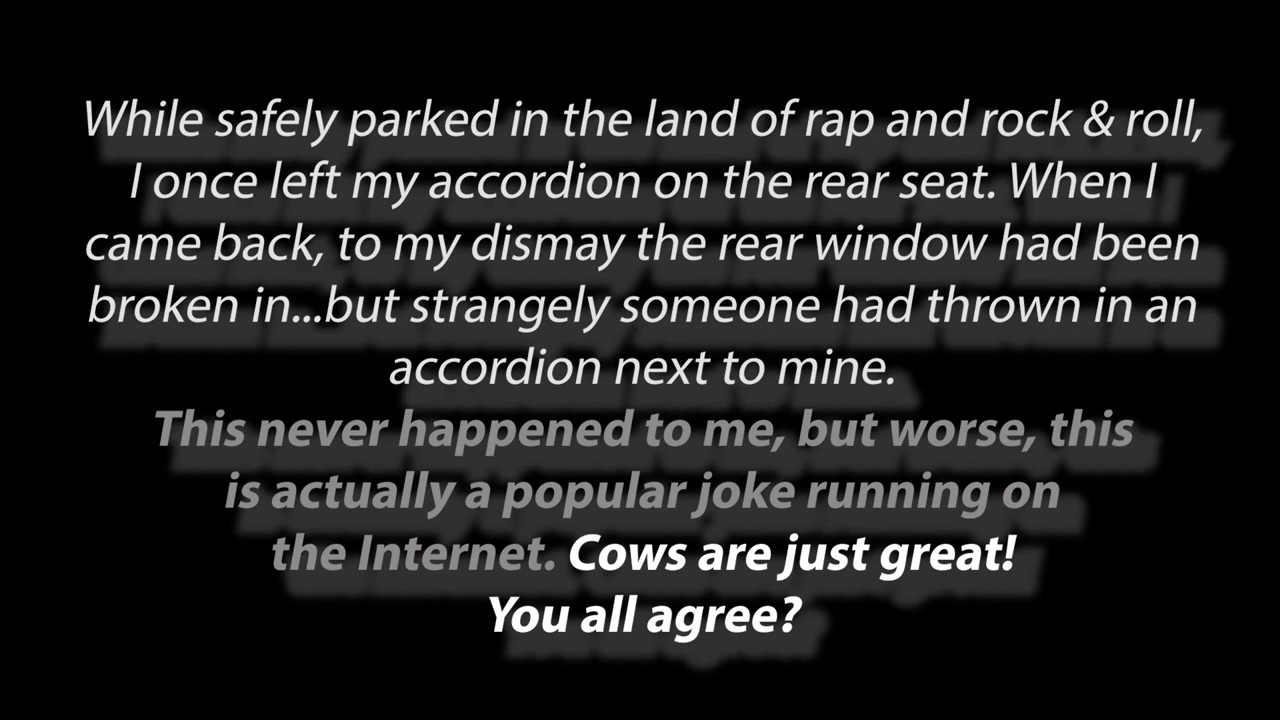 While safely parked in the land of rap and rock & roll,
I once left my accordion on the rear seat. When I
came back, to my dismay the rear window had been
broken in...but strangely someone had thrown in an
accordion next to mine.
This never happened to me, but worse, this
is actually a popular joke running on
the Internet. Cows are just great!
You all agree?